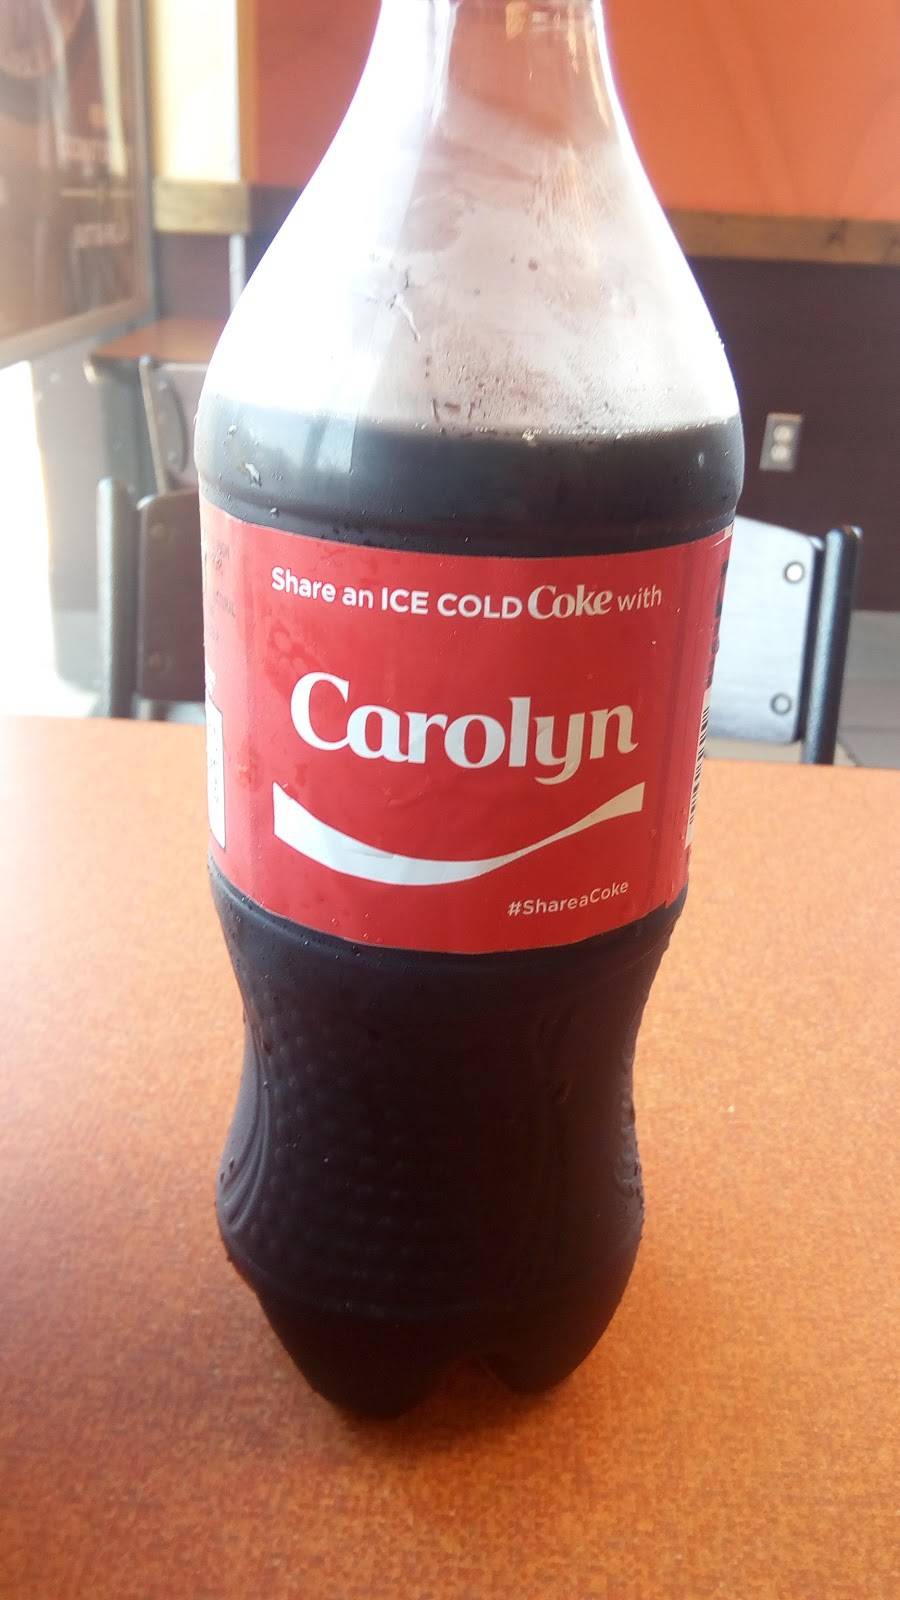 Share an ICE COLD Coke with
Carolyn
#ShareaCoke